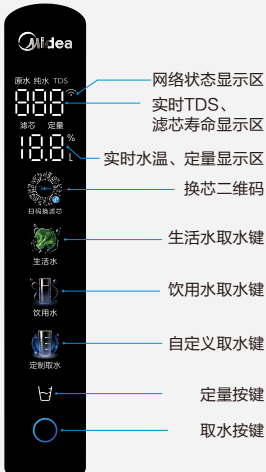 Midea
原水 纯水 TDS
网络状态显示区
888
实时TDS、
滤芯寿命显示区
滤芯 定量
18.8 %
L
实时水温、定量显示区
换芯二维码
扫码换滤芯
生活水取水键
生活水
饮用水取水键
饮用水
自定义取水键
定制取水
定量按键
取水按键